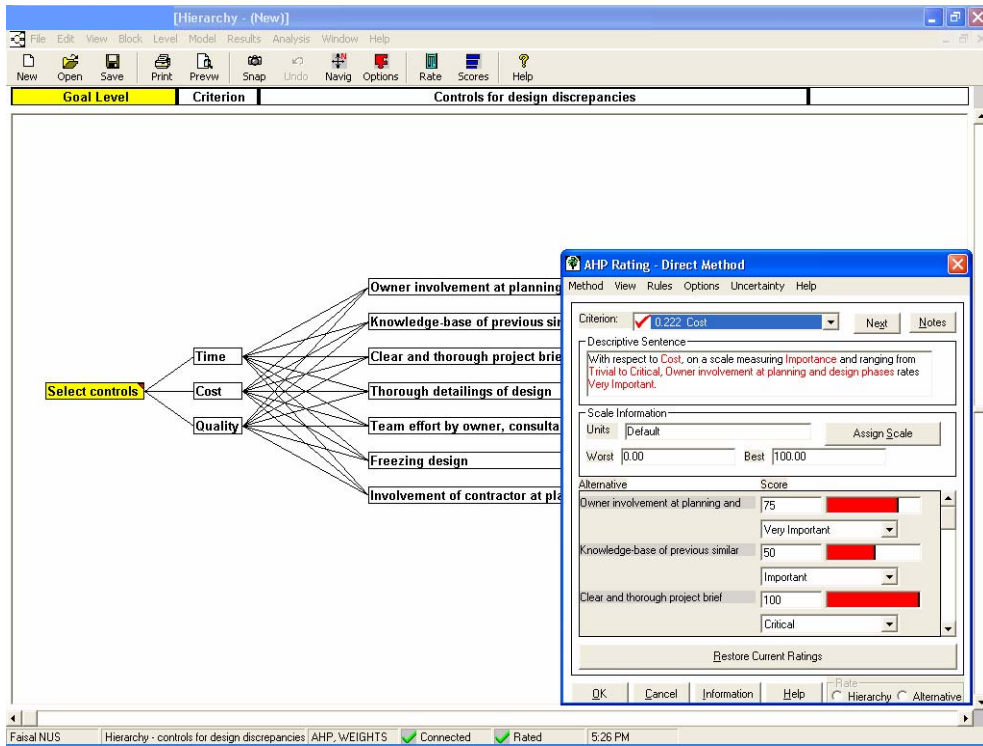 [Hierarchy - (New)]
File Edit View Block Level Model Results Analysis Window Help
New Open Save Print Prevw Snap Undo Navig Options Rate Scores Help
Goal Level Criterion Controls for design discrepancies
Owner involvement at planning
Knowledge-base of previous sir
Time Clear and thorough project brie
Select controls Cost Thorough detailings of design
Quality Team effort by owner, consulta
Freezing design
Involvement of contractor at pla
AHP Rating - Direct Method
Method View Rules Options Uncertainty Help
Criterion: 0.222 Cost Next Notes
Descriptive Sentence
With respect to Cost, on a scale measuring Importance and ranging from
Trivial to Critical, Owner involvement at planning and design phases rates
Very Important.
Scale Information
Units Default Assign Scale
Worst 0.00 Best 100.00
Alternative Score
Owner involvement at planning and 75
Very Important
Knowledge-base of previous similar 50
Important
Clear and thorough project brief 100
Critical
Restore Current Ratings
Rate
OK Cancel Information Help Hierarchy Alternative
Faisal NUS Hierarchy - controls for design discrepancies AHP, WEIGHTS Connected Rated 5:26 PM